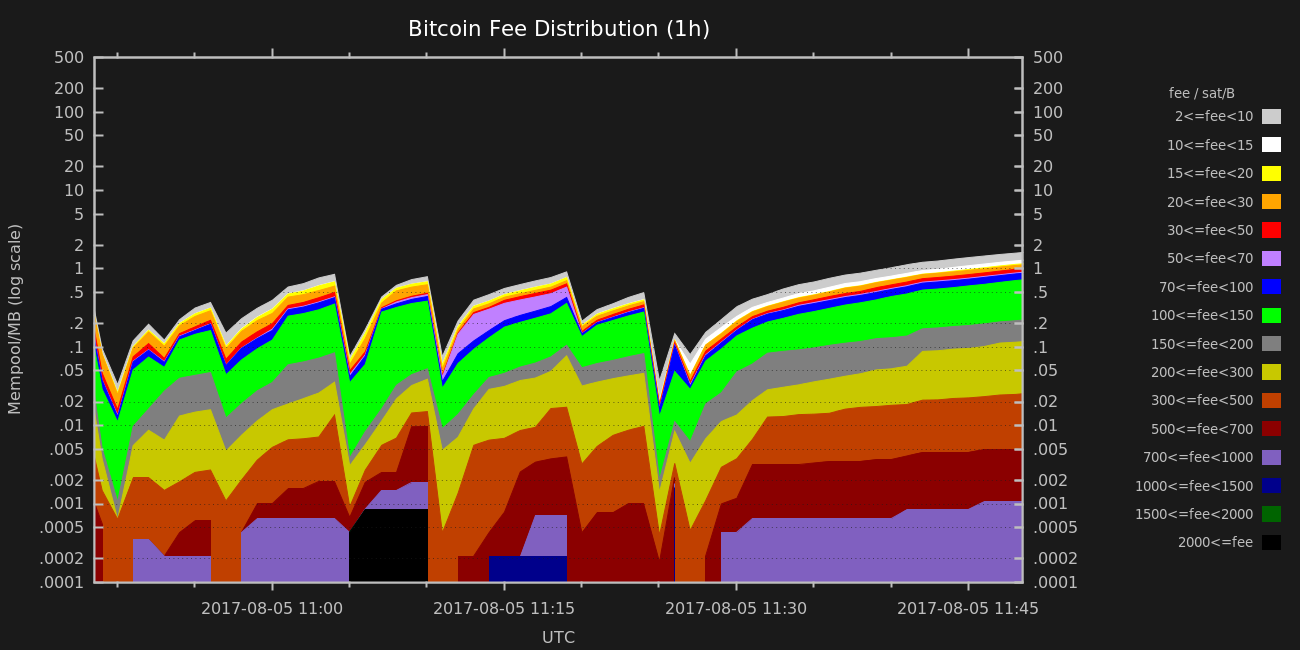 Bitcoin Fee Distribution (1h)
Mempool/MB (log scale)
500
200
100
50
20
10
5
2
1
.5
.2
.1
.05
.02
.01
.005
.002
.001
.0005
.0002
.0001
500
200
100
50
20
10
5
2
1
.5
.2
.1
.05
.02
.01
.005
.002
.001
.0005
.0002
.0001
2017-08-05 11:00
2017-08-05 11:15
2017-08-05 11:30
2017-08-05 11:45
UTC
fee / sat/B
2<=fee<10
10<=fee<15
15<=fee<20
20<=fee<30
30<=fee<50
50<=fee<70
70<=fee<100
100<=fee<150
150<=fee<200
200<=fee<300
300<=fee<500
500<=fee<700
700<=fee<1000
1000<=fee<1500
1500<=fee<2000
2000<=fee